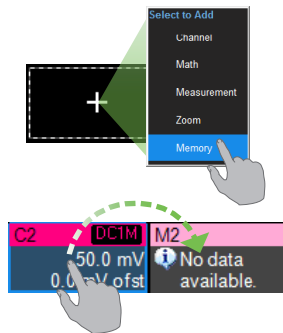 Select to Add
Channel
Math
Measurement
Zoom
Memory
C2 DC1M
50.0 mV
0.0 mV ofst
M2
No data
available.